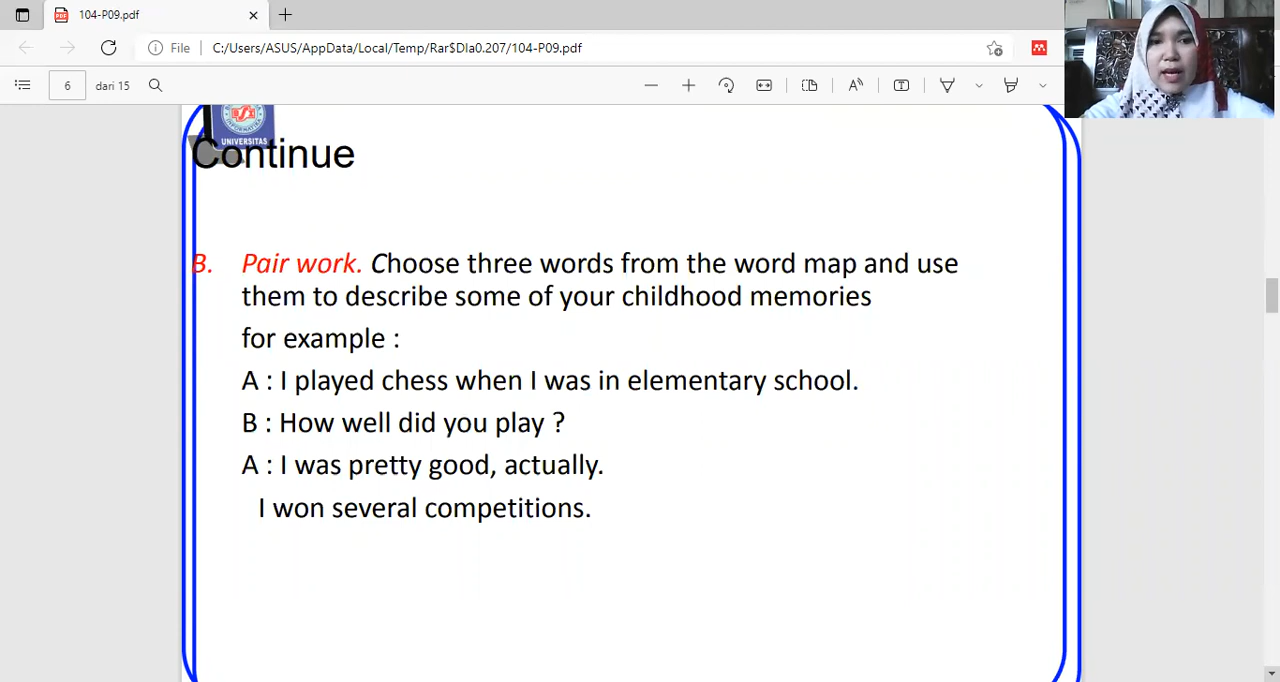 104-P09.pdf
File
C:/Users/ASUS/AppData/Local/Temp/Rar$DIa0.207/104-P09.pdf
6
dari 15
UNIVERSITAS
Continue
B. Pair work. Choose three words from the word map and use
them to describe some of your childhood memories
for example :
A : I played chess when I was in elementary school.
B : How well did you play ?
A : I was pretty good, actually.
I won several competitions.